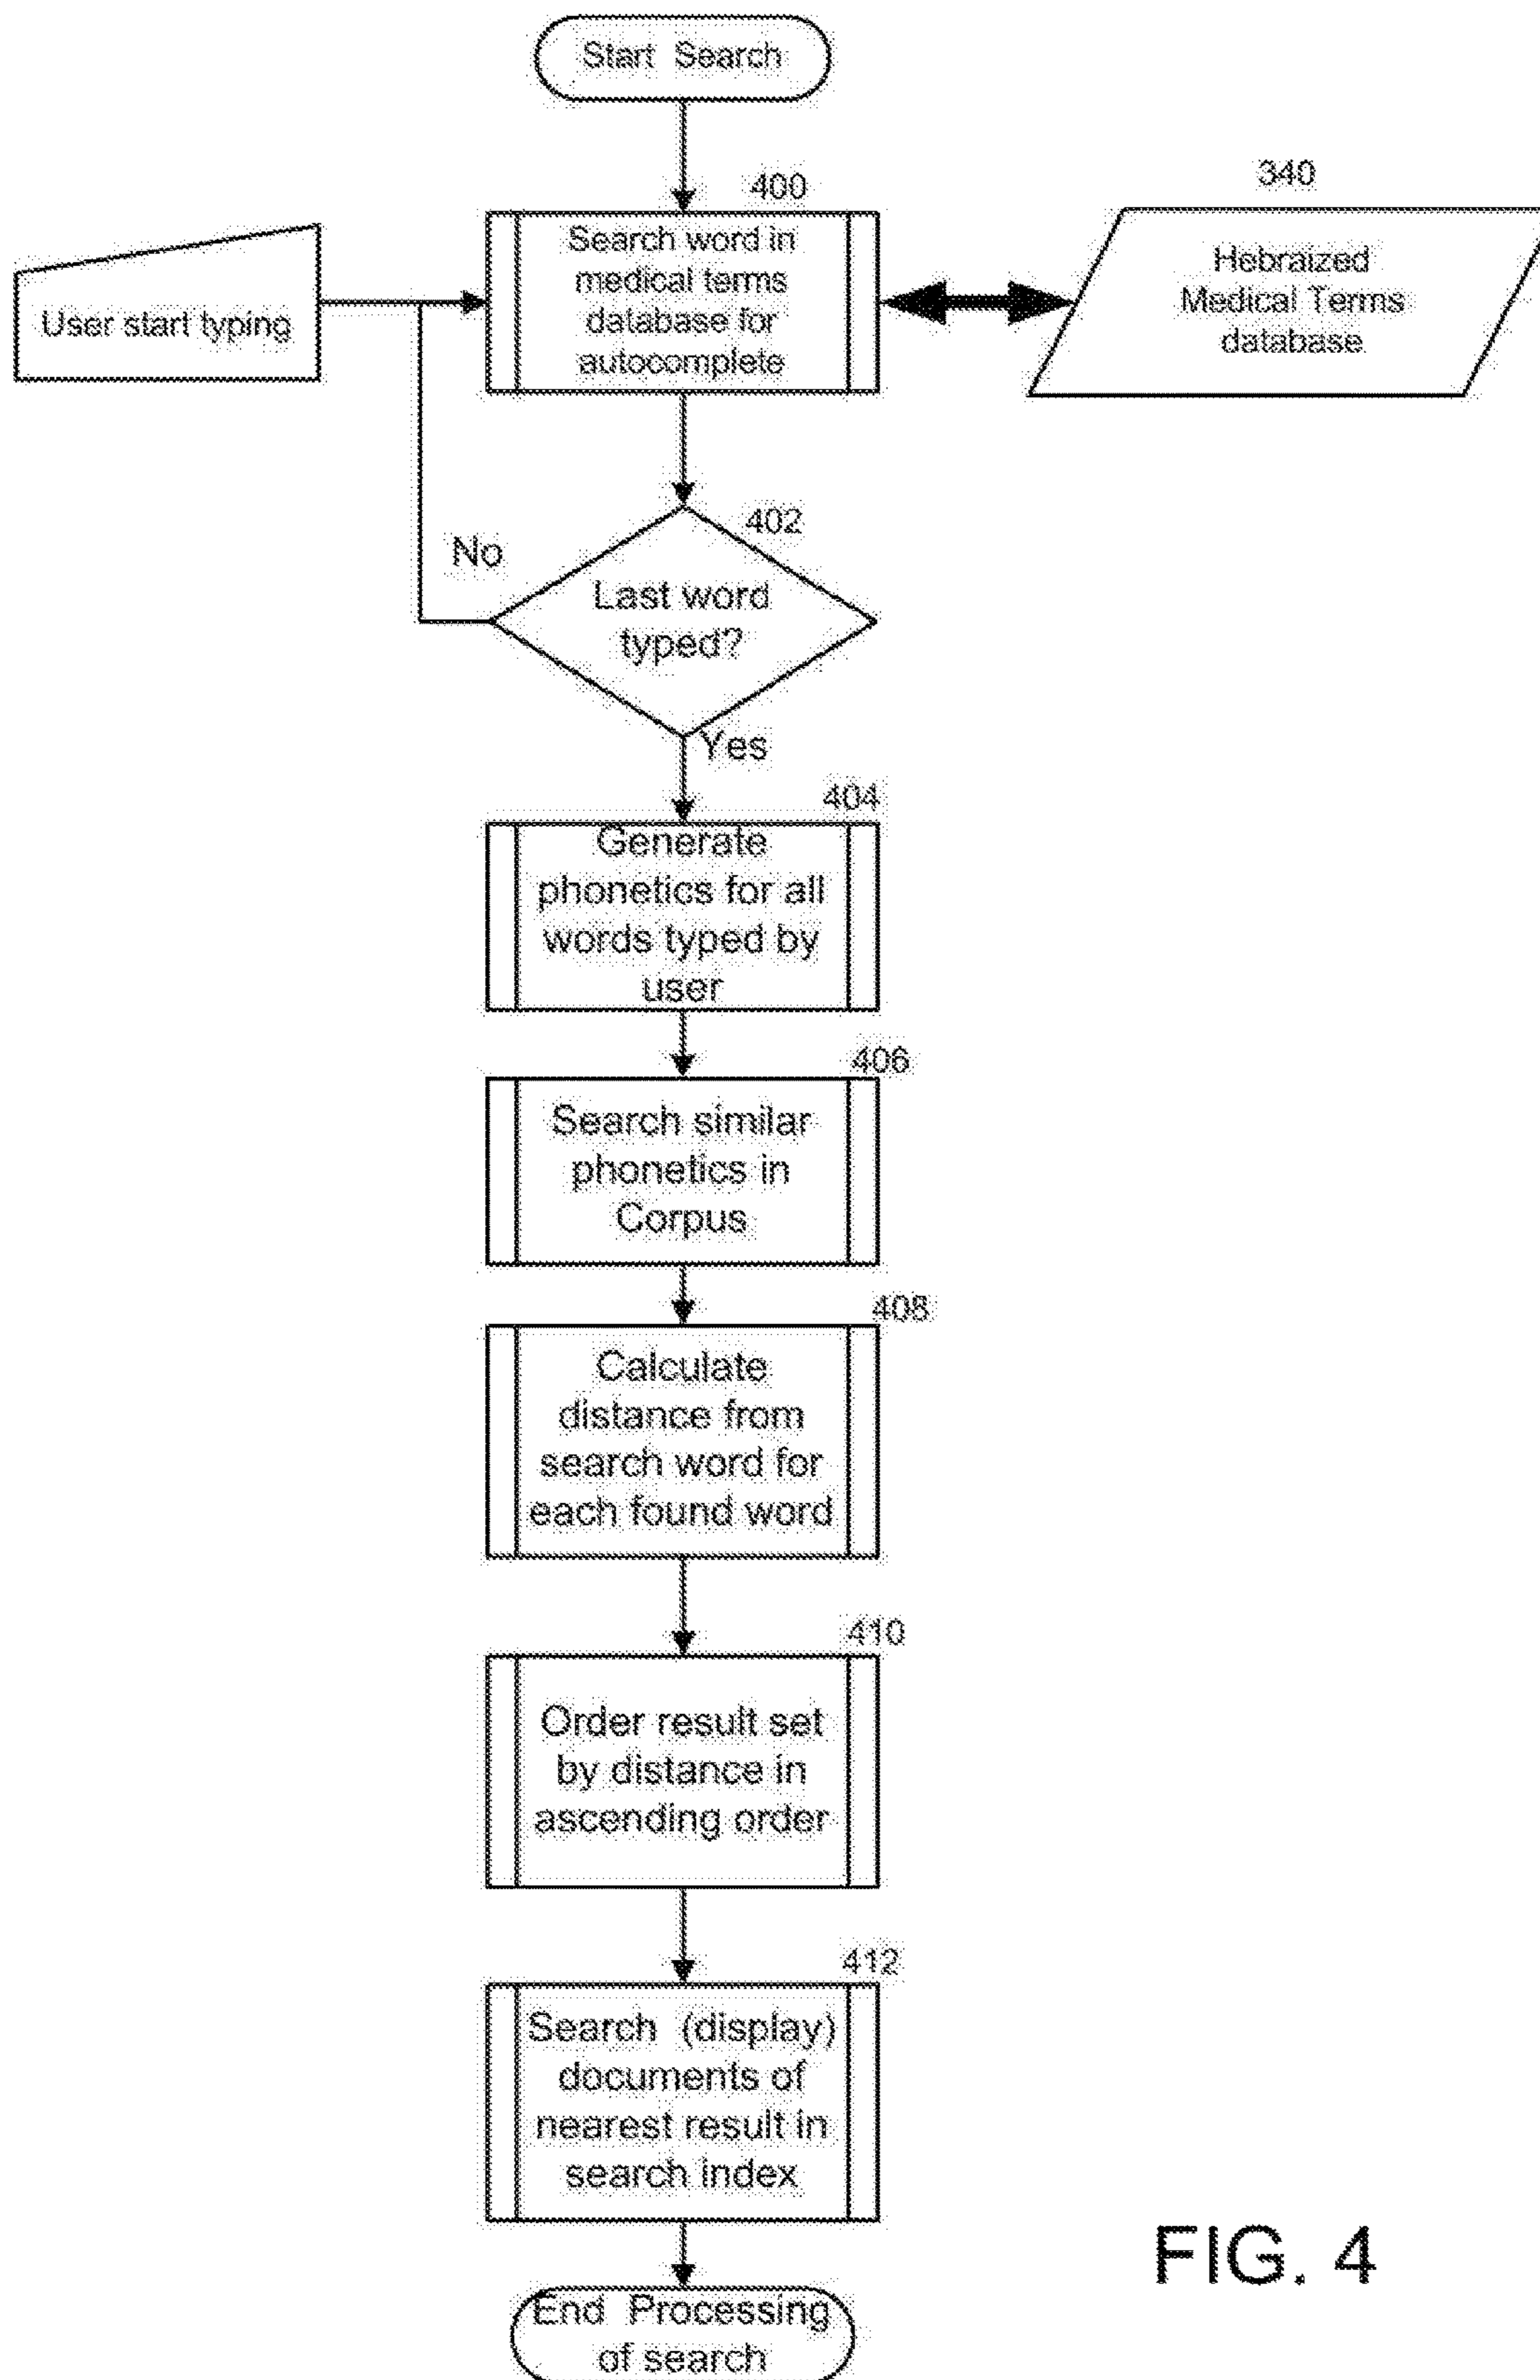 Start Search
400
340
Search word in
medical terms
database for
autocomplete
Hebraized
Medical Terms
database
User start typing
402
No
Last word
typed?
Yes
404
Generate
phonetics for all
words typed by
user
406
Search similar
phonetics in
Corpus
408
Calculate
distance from
search word for
each found word
410
Order result set
by distance in
ascending order
412
Search (display)
documents of
nearest result in
search index
End Processing
of search
FIG. 4